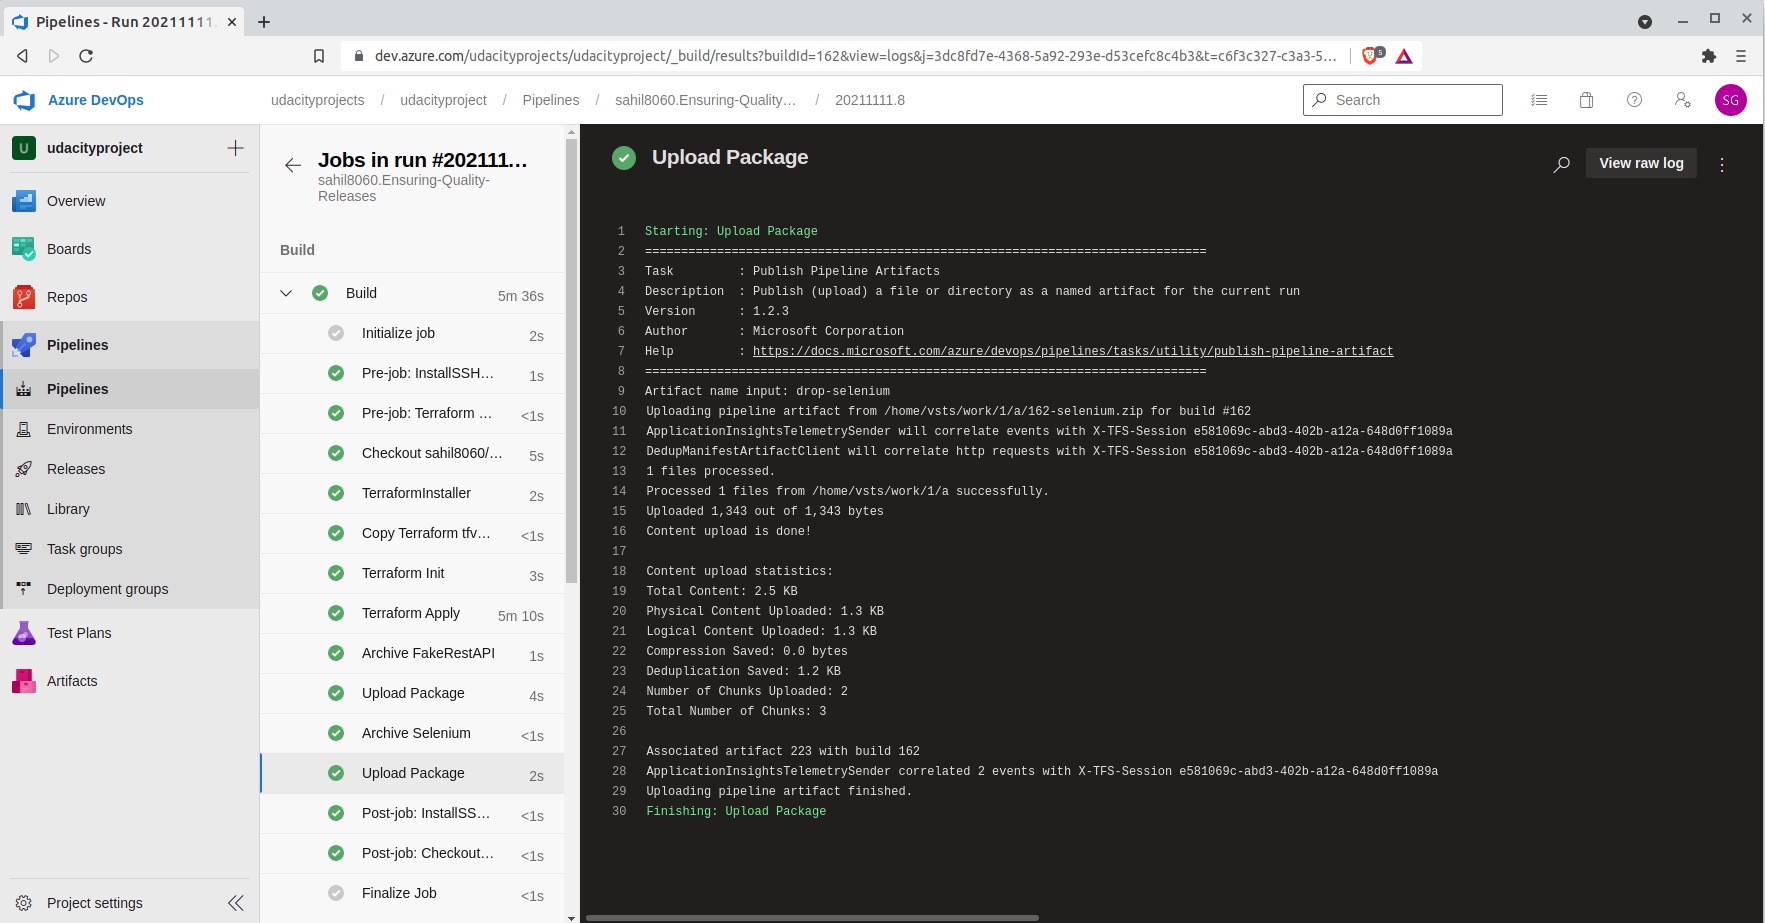 Pipelines - Run 20211111.
dev.azure.com/udacityprojects/udacityproject/_build/results?buildId=162&view=logs&j=3dc8fd7e-4368-5a92-293e-d53cefc8c4b3&t=c6f3c327-c3a3-5...
5
Azure DevOps
udacityprojects / udacityproject / Pipelines / sahil8060.Ensuring-Quality... / 20211111.8
Search
SG
U udacityproject
Overview
Boards
Repos
Pipelines
Pipelines
Environments
Releases
Library
Task groups
Deployment groups
Test Plans
Artifacts
Project settings
Jobs in run #202111...
sahil8060.Ensuring-Quality-
Releases
Build
Build 5m 36s
Initialize job 2s
Pre-job: InstallSSH... 1s
Pre-job: Terraform ... <1s
Checkout sahil8060/... 5s
TerraformInstaller 2s
Copy Terraform tfv... <1s
Terraform Init 3s
Terraform Apply 5m 10s
Archive FakeRestAPI 1s
Upload Package 4s
Archive Selenium <1s
Upload Package 2s
Post-job: InstallSS... <1s
Post-job: Checkout... <1s
Finalize Job <1s
Upload Package
View raw log
1 Starting: Upload Package
2 ==============================================================================
3 Task         : Publish Pipeline Artifacts
4 Description  : Publish (upload) a file or directory as a named artifact for the current run
5 Version      : 1.2.3
6 Author       : Microsoft Corporation
7 Help         : https://docs.microsoft.com/azure/devops/pipelines/tasks/utility/publish-pipeline-artifact
8 ==============================================================================
9 Artifact name input: drop-selenium
10 Uploading pipeline artifact from /home/vsts/work/1/a/162-selenium.zip for build #162
11 ApplicationInsightsTelemetrySender will correlate events with X-TFS-Session e581069c-abd3-402b-a12a-648d0ff1089a
12 DedupManifestArtifactClient will correlate http requests with X-TFS-Session e581069c-abd3-402b-a12a-648d0ff1089a
13 1 files processed.
14 Processed 1 files from /home/vsts/work/1/a successfully.
15 Uploaded 1,343 out of 1,343 bytes
16 Content upload is done!
17
18 Content upload statistics:
19 Total Content: 2.5 KB
20 Physical Content Uploaded: 1.3 KB
21 Logical Content Uploaded: 1.3 KB
22 Compression Saved: 0.0 bytes
23 Deduplication Saved: 1.2 KB
24 Number of Chunks Uploaded: 2
25 Total Number of Chunks: 3
26
27 Associated artifact 223 with build 162
28 ApplicationInsightsTelemetrySender correlated 2 events with X-TFS-Session e581069c-abd3-402b-a12a-648d0ff1089a
29 Uploading pipeline artifact finished.
30 Finishing: Upload Package